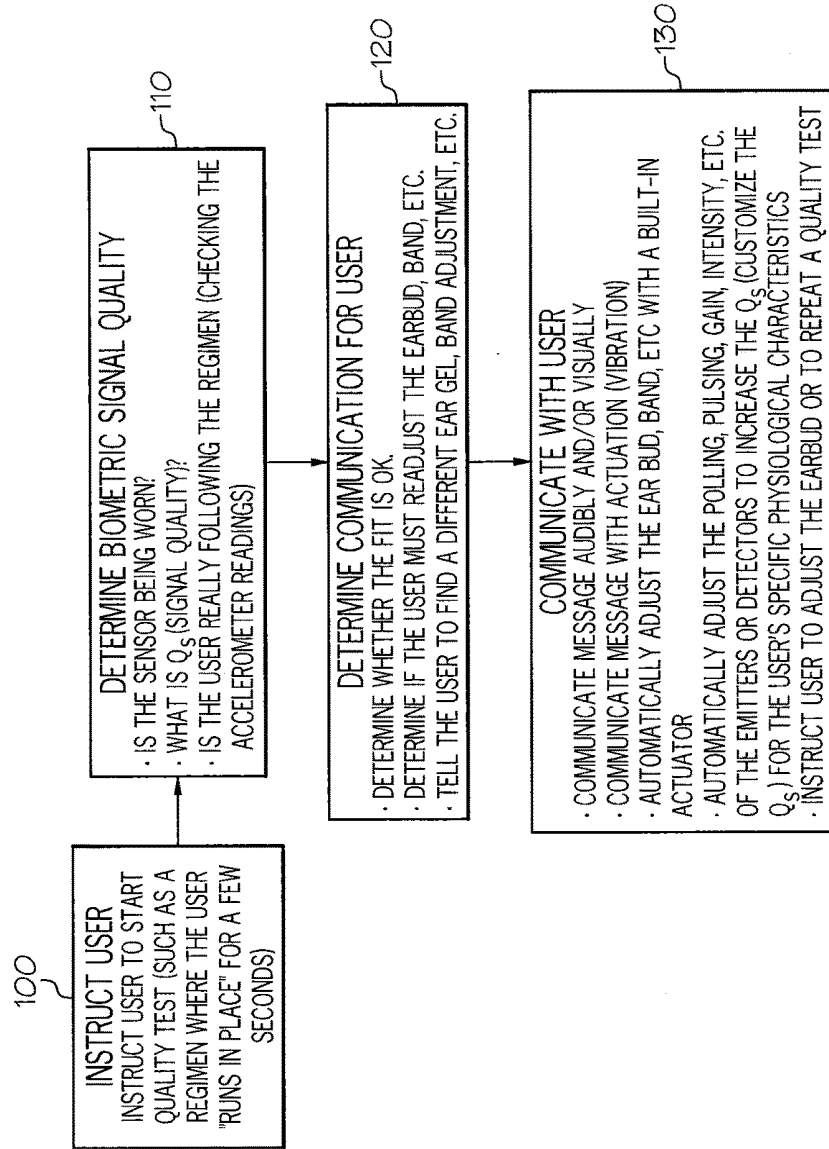 100
INSTRUCT USER
INSTRUCT USER TO START
QUALITY TEST (SUCH AS A
REGIMEN WHERE THE USER
"RUNS IN PLACE" FOR A FEW
SECONDS)
110
DETERMINE BIOMETRIC SIGNAL QUALITY
· IS THE SENSOR BEING WORN?
· WHAT IS QS (SIGNAL QUALITY)?
· IS THE USER REALLY FOLLOWING THE REGIMEN (CHECKING THE
ACCELEROMETER READINGS)
120
DETERMINE COMMUNICATION FOR USER
· DETERMINE WHETHER THE FIT IS OK.
· DETERMINE IF THE USER MUST READJUST THE EARBUD, BAND, ETC.
· TELL THE USER TO FIND A DIFFERENT EAR GEL, BAND ADJUSTMENT, ETC.
130
COMMUNICATE WITH USER
· COMMUNICATE MESSAGE AUDIBLY AND/OR VISUALLY
· COMMUNICATE MESSAGE WITH ACTUATION (VIBRATION)
· AUTOMATICALLY ADJUST THE EAR BUD, BAND, ETC WITH A BUILT-IN
ACTUATOR
· AUTOMATICALLY ADJUST THE POLLING, PULSING, GAIN, INTENSITY, ETC.
OF THE EMITTERS OR DETECTORS TO INCREASE THE QS (CUSTOMIZE THE
QS) FOR THE USER'S SPECIFIC PHYSIOLOGICAL CHARACTERISTICS
· INSTRUCT USER TO ADJUST THE EARBUD OR TO REPEAT A QUALITY TEST